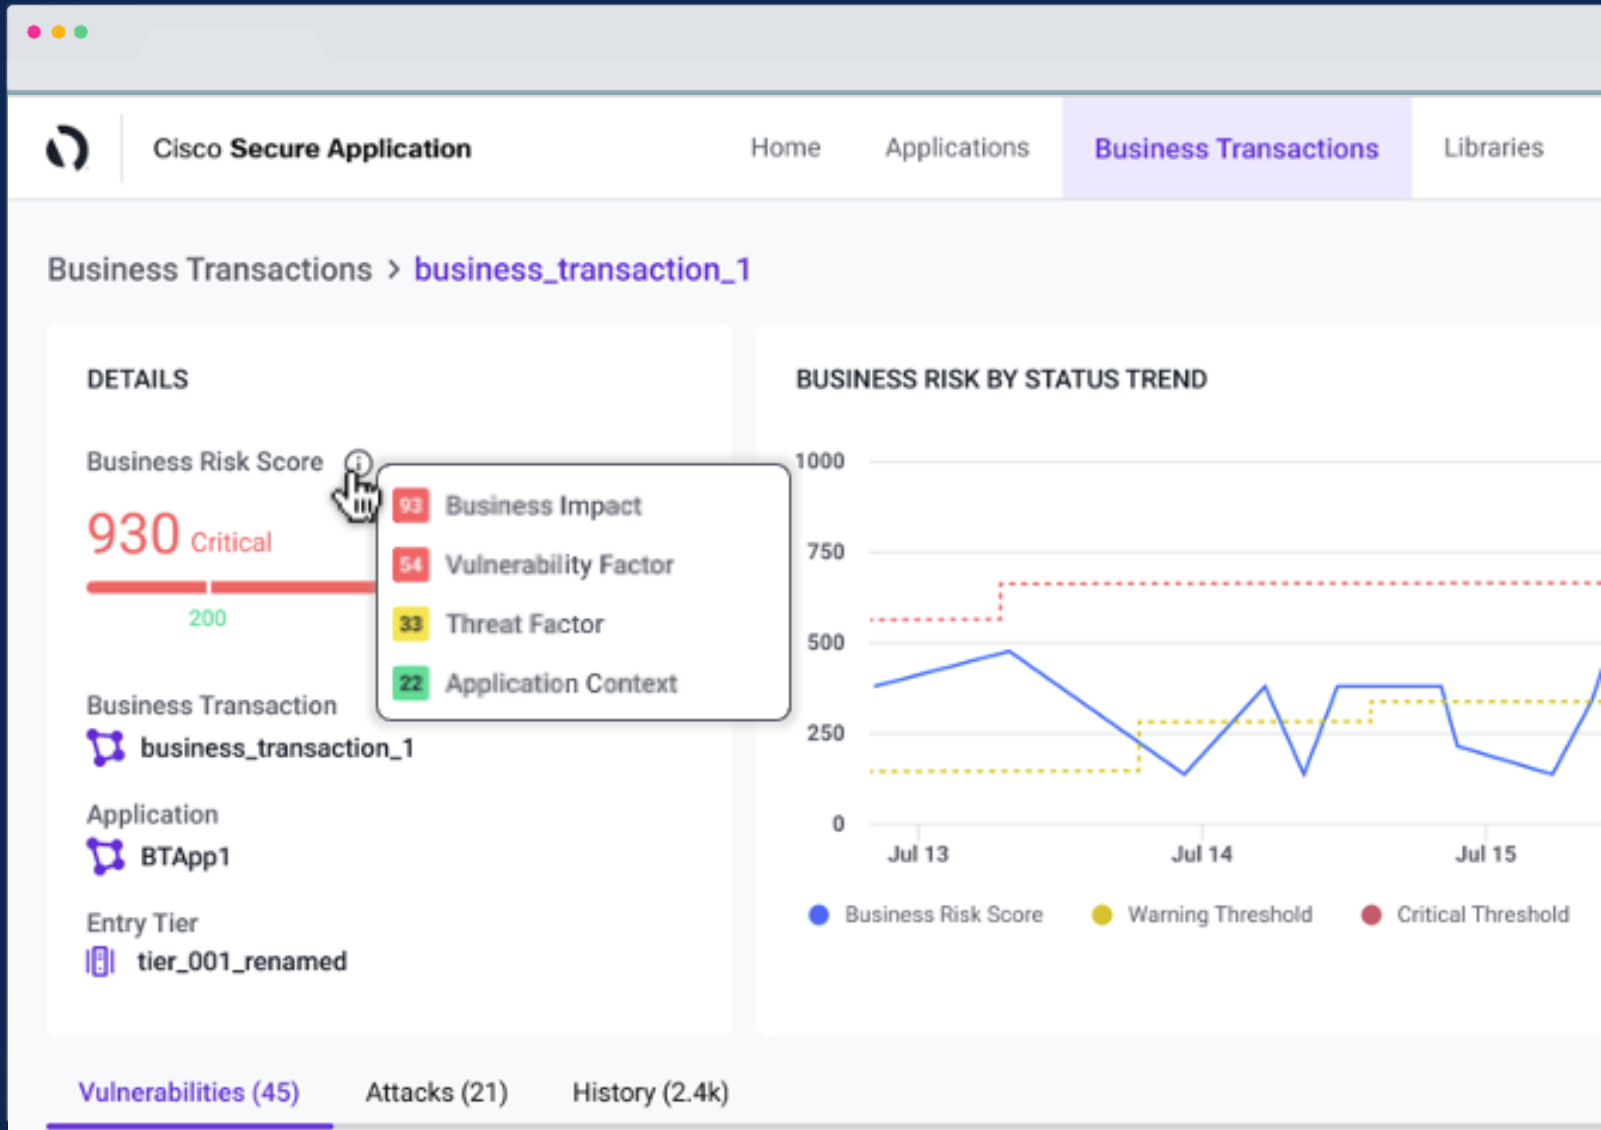 Cisco Secure Application
Home
Applications
Business Transactions
Libraries
Business Transactions > business_transaction_1
DETAILS
Business Risk Score
930 Critical
200
93 Business Impact
54 Vulnerability Factor
33 Threat Factor
22 Application Context
Business Transaction
business_transaction_1
Application
BTApp1
Entry Tier
tier_001_renamed
BUSINESS RISK BY STATUS TREND
1000
750
500
250
0
Jul 13
Jul 14
Jul 15
Business Risk Score
Warning Threshold
Critical Threshold
Vulnerabilities (45)
Attacks (21)
History (2.4k)